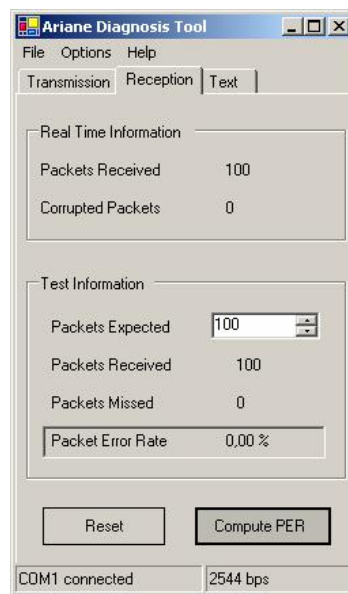 Ariane Diagnosis Tool
File Options Help
Transmission Reception Text
Real Time Information
Packets Received 100
Corrupted Packets 0
Test Information
Packets Expected 100
Packets Received 100
Packets Missed 0
Packet Error Rate 0,00 %
Reset Compute PER
COM1 connected 2544 bps